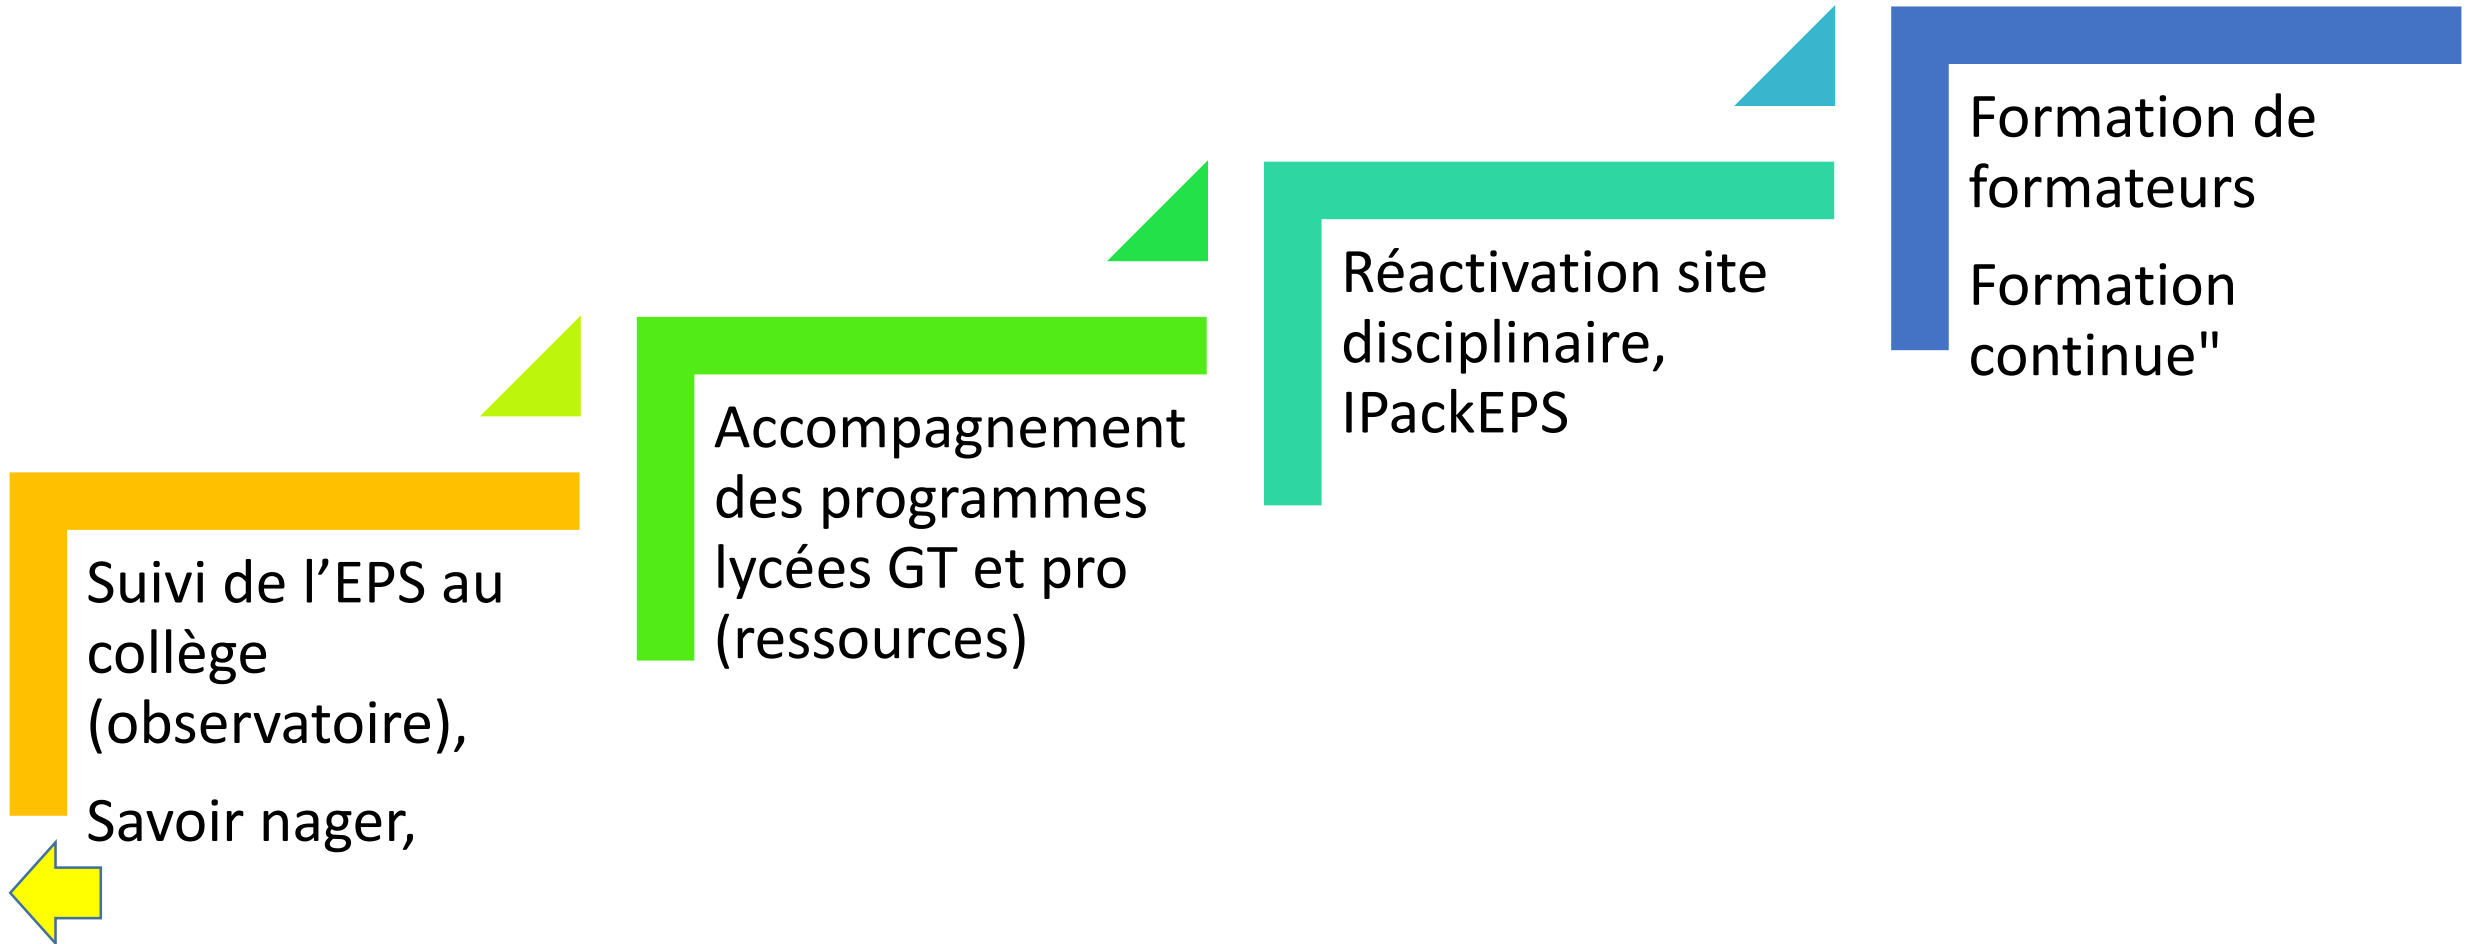 Suivi de l’EPS au
collège
(observatoire),
Savoir nager,
Accompagnement
des programmes
lycées GT et pro
(ressources)
Réactivation site
disciplinaire,
IPackEPS
Formation de
formateurs
Formation
continue"